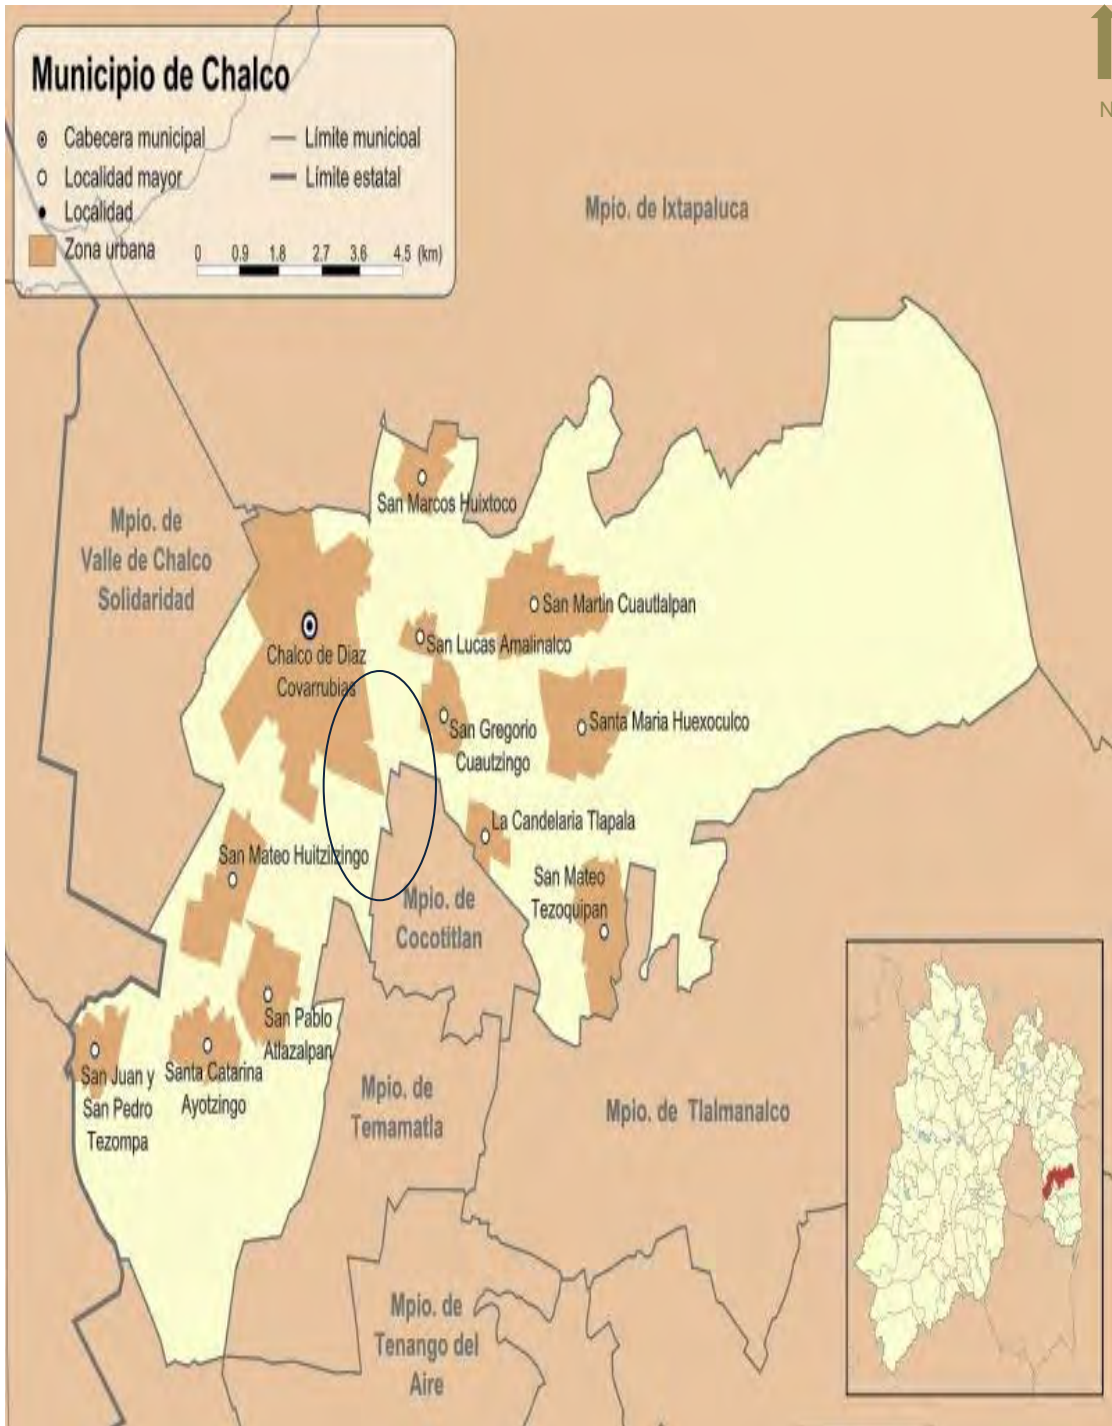 Municipio de Chalco
Cabecera municipal
Localidad mayor
Localidad
Zona urbana
Límite municioal
Límite estatal
0 0.9 1.8 2.7 3.6 4.5 (km)
N
Mpio. de Ixtapaluca
San Marcos Huixtoco
Mpio. de
Valle de Chalco
Solidaridad
San Martin Cuautlalpan
San Lucas Amalinalco
Chalco de Diaz
Covarrubias
San Gregorio
Cuautzingo
Santa Maria Huexoculco
La Candelaria Tlapala
San Mateo Huitzilzingo
San Mateo
Tezoquipan
Mpio. de
Cocotitlan
San Pablo
Atlazalpan
San Juan y
San Pedro
Tezompa
Santa Catarina
Ayotzingo
Mpio. de
Temamatla
Mpio. de Tlalmanalco
Mpio. de
Tenango del
Aire